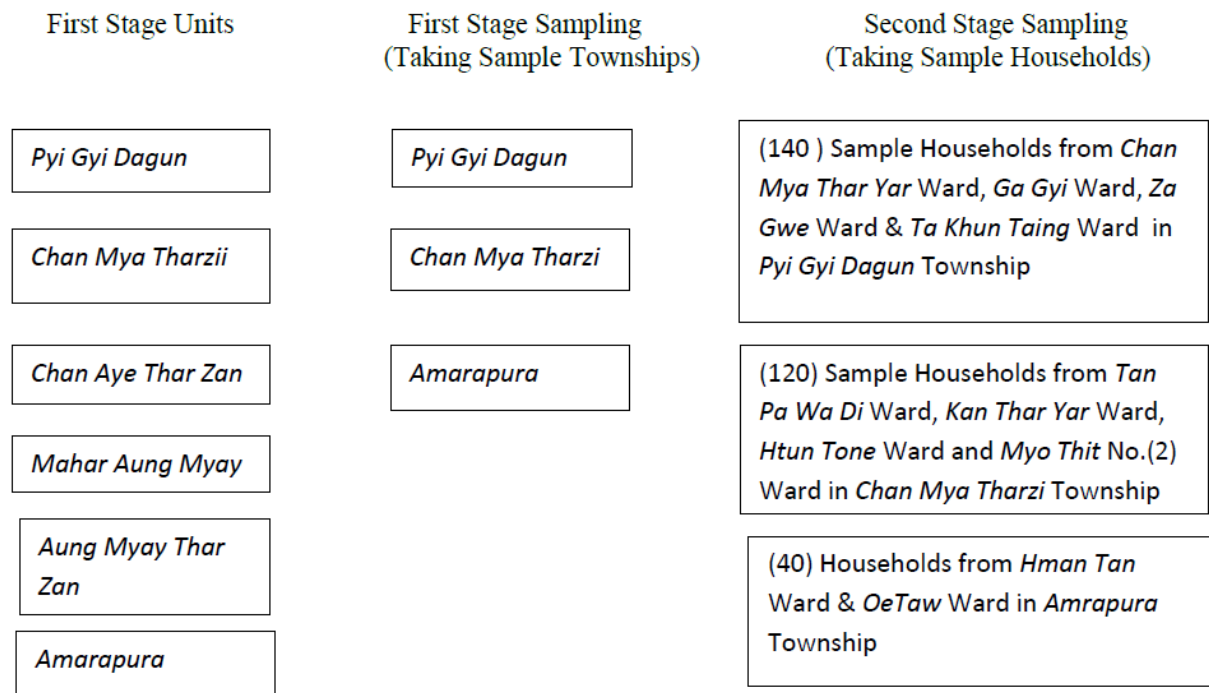 First Stage Units
First Stage Sampling
(Taking Sample Townships)
Second Stage Sampling
(Taking Sample Households)
Pyi Gyi Dagun
Chan Mya Tharzii
Chan Aye Thar Zan
Mahar Aung Myay
Aung Myay Thar
Zan
Amarapura
Pyi Gyi Dagun
Chan Mya Tharzi
Amarapura
(140 ) Sample Households from Chan
Mya Thar Yar Ward, Ga Gyi Ward, Za
Gwe Ward & Ta Khun Taing Ward in
Pyi Gyi Dagun Township
(120) Sample Households from Tan
Pa Wa Di Ward, Kan Thar Yar Ward,
Htun Tone Ward and Myo Thit No.(2)
Ward in Chan Mya Tharzi Township
(40) Households from Hman Tan
Ward & OeTaw Ward in Amrapura
Township